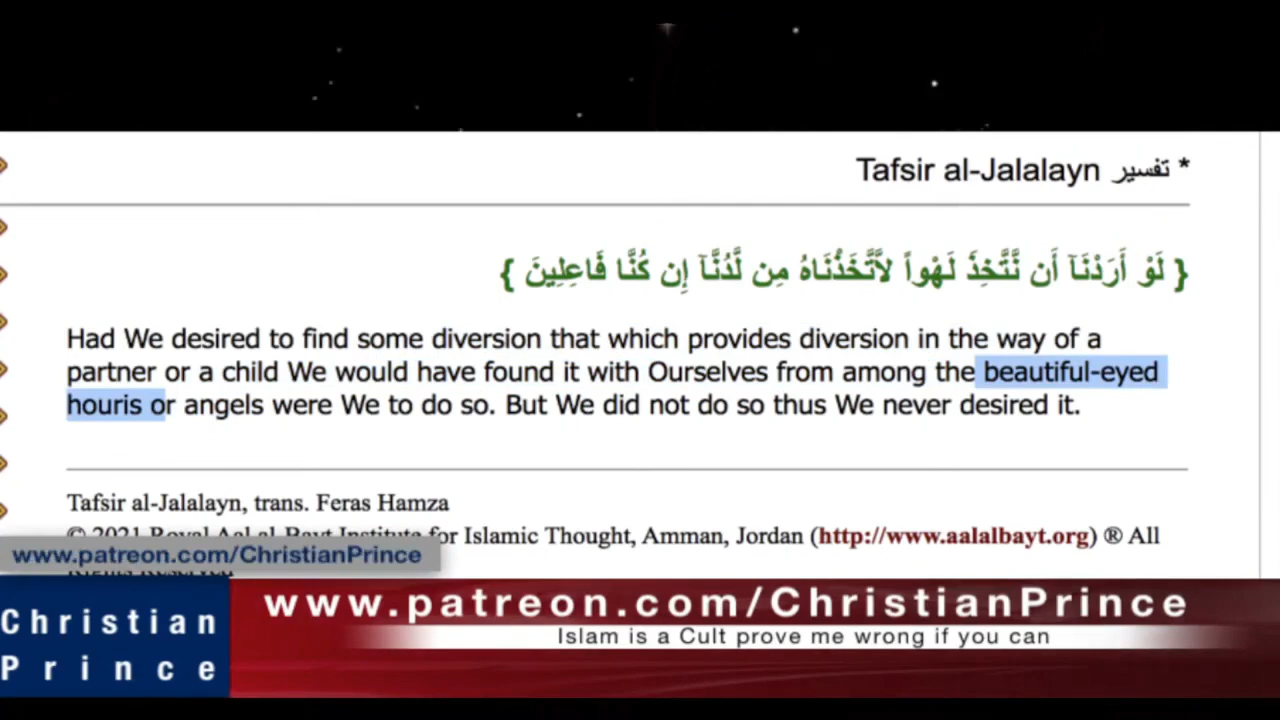 * تفسير Tafsir al-Jalalayn
{ لَوْ أَرَدْنَآ أَن نَّتَّخِذَ لَهْواً لاَّتَّخَذْنَاهُ مِن لَّدُنَّآ إِن كُنَّا فَاعِلِينَ }
Had We desired to find some diversion that which provides diversion in the way of a
partner or a child We would have found it with Ourselves from among the beautiful-eyed
houris or angels were We to do so. But We did not do so thus We never desired it.
Tafsir al-Jalalayn, trans. Feras Hamza
© 2021 Royal Aal al-Bayt Institute for Islamic Thought, Amman, Jordan (http://www.aalalbayt.org) ® All
Rights Reserved
www.patreon.com/ChristianPrince
www.patreon.com/ChristianPrince
Islam is a Cult prove me wrong if you can
Christian
Prince